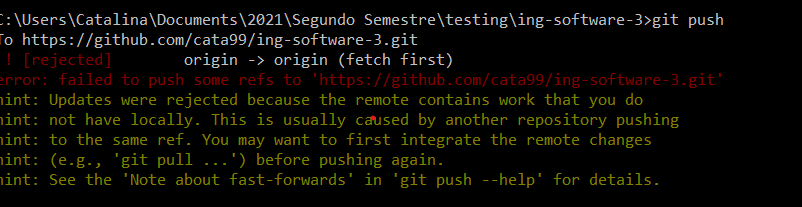 C:\Users\Catalina\Documents\2021\Segundo Semestre\testing\ing-software-3>git push
To https://github.com/cata99/ing-software-3.git
! [rejected] origin -> origin (fetch first)
error: failed to push some refs to 'https://github.com/cata99/ing-software-3.git'
hint: Updates were rejected because the remote contains work that you do
hint: not have locally. This is usually caused by another repository pushing
hint: to the same ref. You may want to first integrate the remote changes
hint: (e.g., 'git pull ...') before pushing again.
hint: See the 'Note about fast-forwards' in 'git push --help' for details.